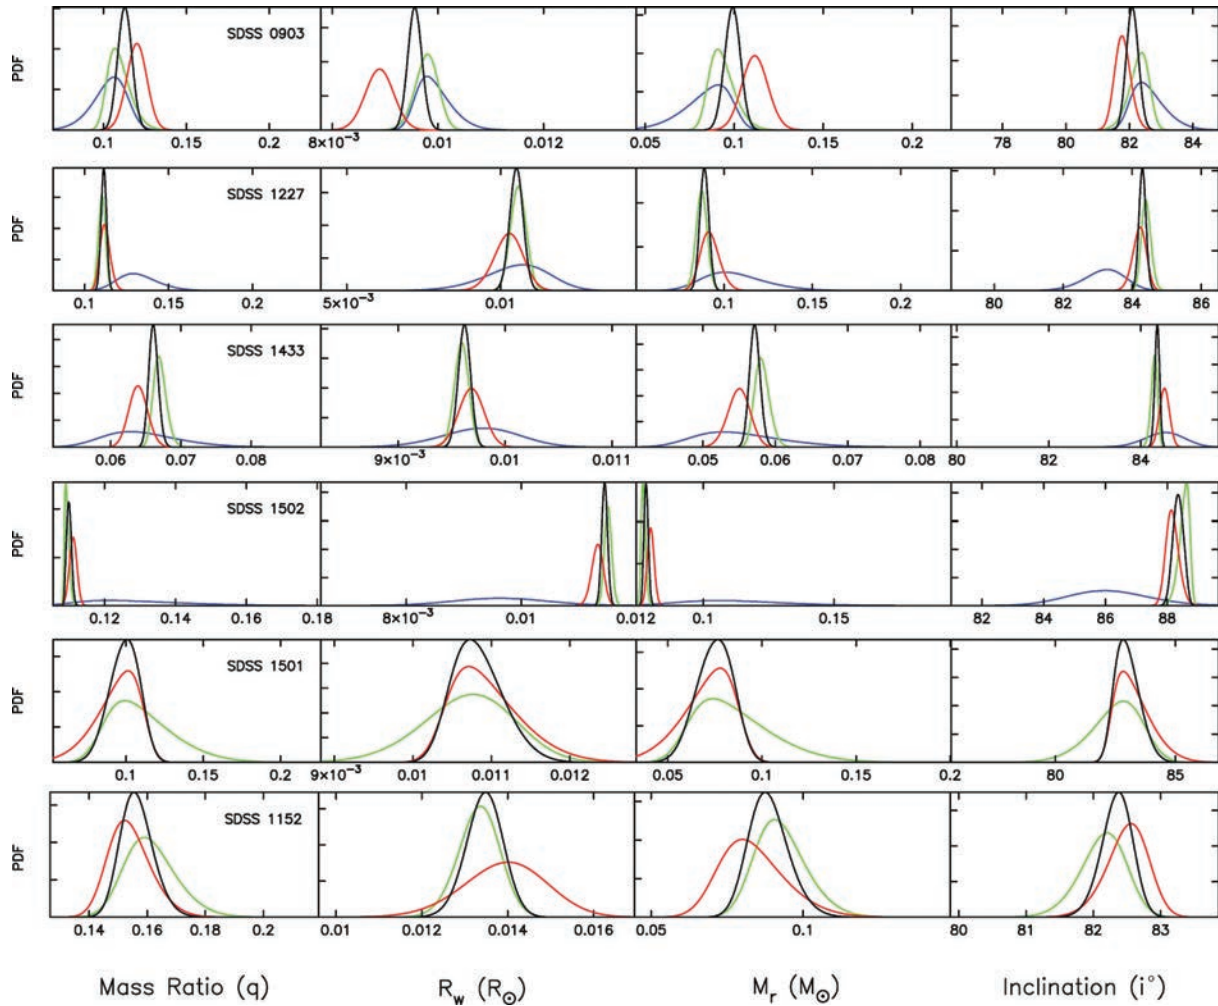 PDF
SDSS 0903
0.1 0.15 0.2 8×10⁻³ 0.01 0.012 0.05 0.1 0.15 0.2 78 80 82 84
PDF
SDSS 1227
0.1 0.15 0.2 5×10⁻³ 0.01 0.1 0.15 0.2 80 82 84 86
PDF
SDSS 1433
0.06 0.07 0.08 9×10⁻³ 0.01 0.011 0.05 0.06 0.07 0.08 80 82 84
PDF
SDSS 1502
0.12 0.14 0.16 0.18 8×10⁻³ 0.01 0.012 0.1 0.15 82 84 86 88
PDF
SDSS 1501
0.1 0.15 0.2 9×10⁻³ 0.01 0.011 0.012 0.05 0.1 0.15 0.2 80 85
PDF
SDSS 1152
0.14 0.16 0.18 0.2 0.01 0.012 0.014 0.016 0.05 0.1 80 81 82 83
Mass Ratio (q) R_w (R⊙) M_r (M⊙) Inclination (i°)